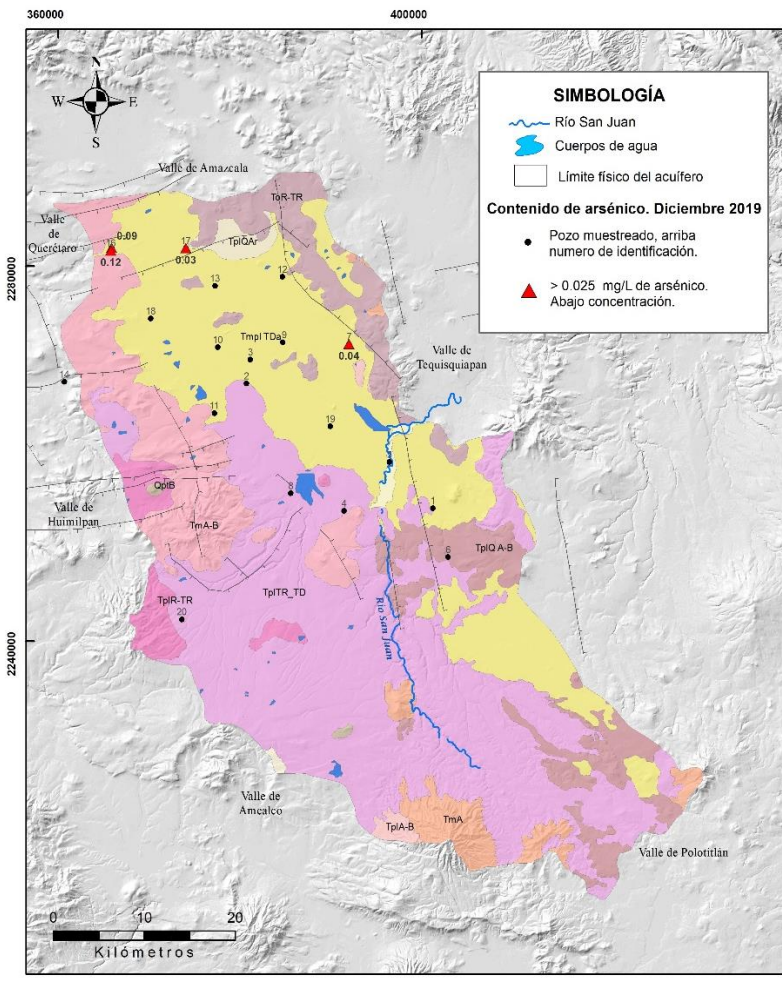 360000
400000
N
W
E
S
SIMBOLOGÍA
Río San Juan
Cuerpos de agua
Límite físico del acuífero
Contenido de arsénico. Diciembre 2019
Pozo muestreado, arriba
numero de identificación.
> 0.025 mg/L de arsénico.
Abajo concentración.
Valle de Amazcala
Valle
de
Querétaro
ToR-TR
TplQAr
0.09
16
0.12
17
0.03
2280000
12
13
18
TmplTDa
9
10
3
7
0.04
Valle de
Tequisquiapan
14
2
11
19
QptB
8
4
1
Valle de
Huimilpan
TmA-B
6
TplQ A-B
TplR-TR
20
TplTR_TD
Río San Juan
2240000
Valle de
Amealco
TplA-B
TmA
Valle de Polotitlán
0
10
20
Kilómetros